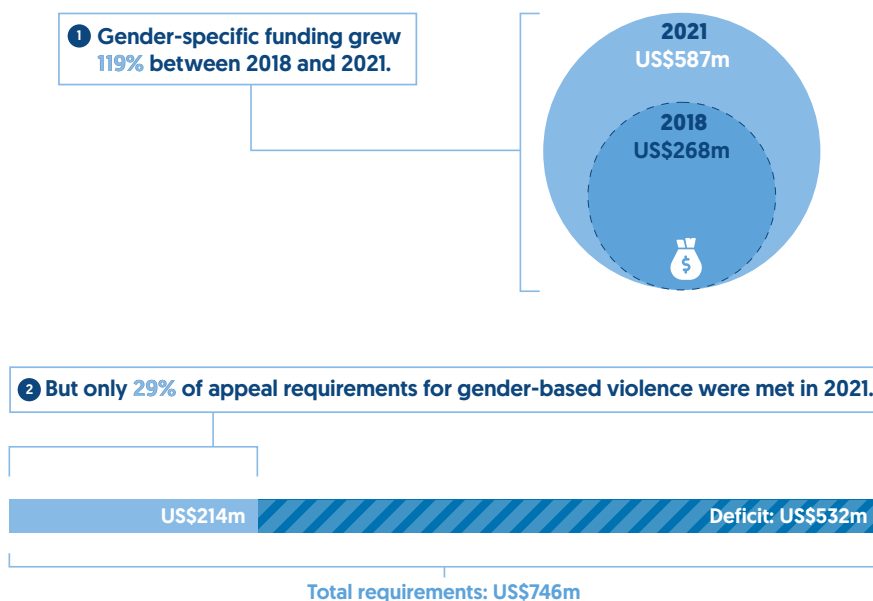 1 Gender-specific funding grew
119% between 2018 and 2021.
2021
US$587m
2018
US$268m
$
2 But only 29% of appeal requirements for gender-based violence were met in 2021.
US$214m
Deficit: US$532m
Total requirements: US$746m